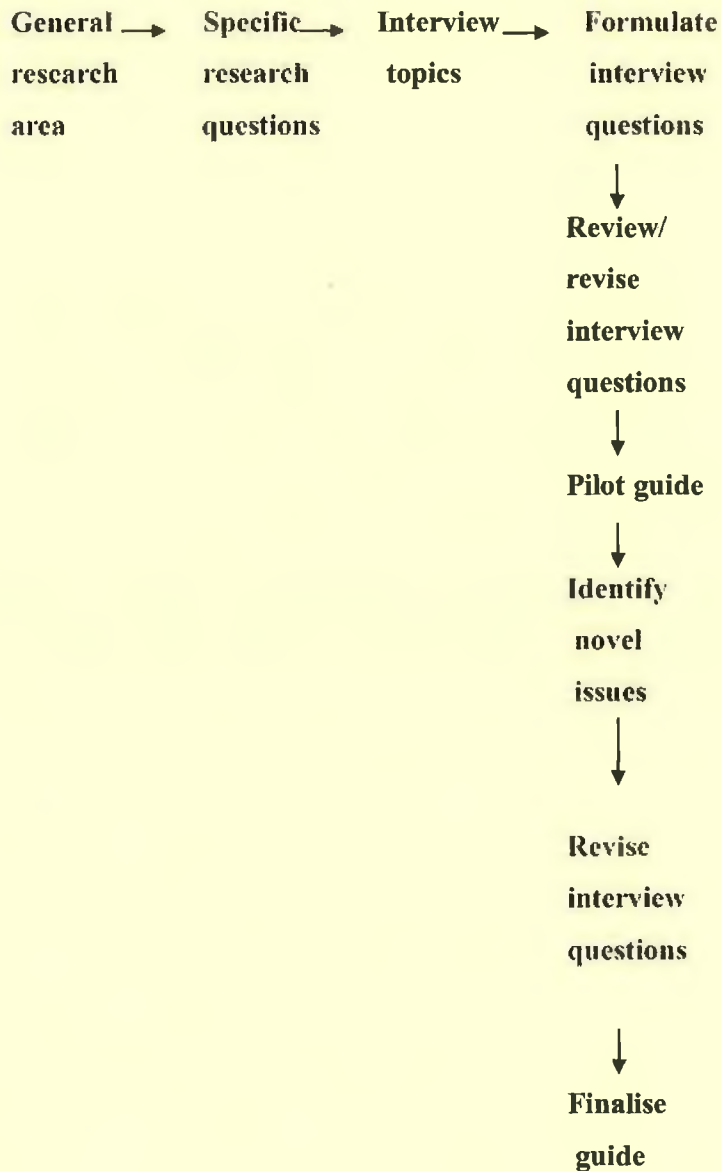 General → Specific → Interview → Formulate
research research topics interview
area questions questions
↓
Review/
revise
interview
questions
↓
Pilot guide
↓
Identify
novel
issues
↓
Revise
interview
questions
↓
Finalise
guide